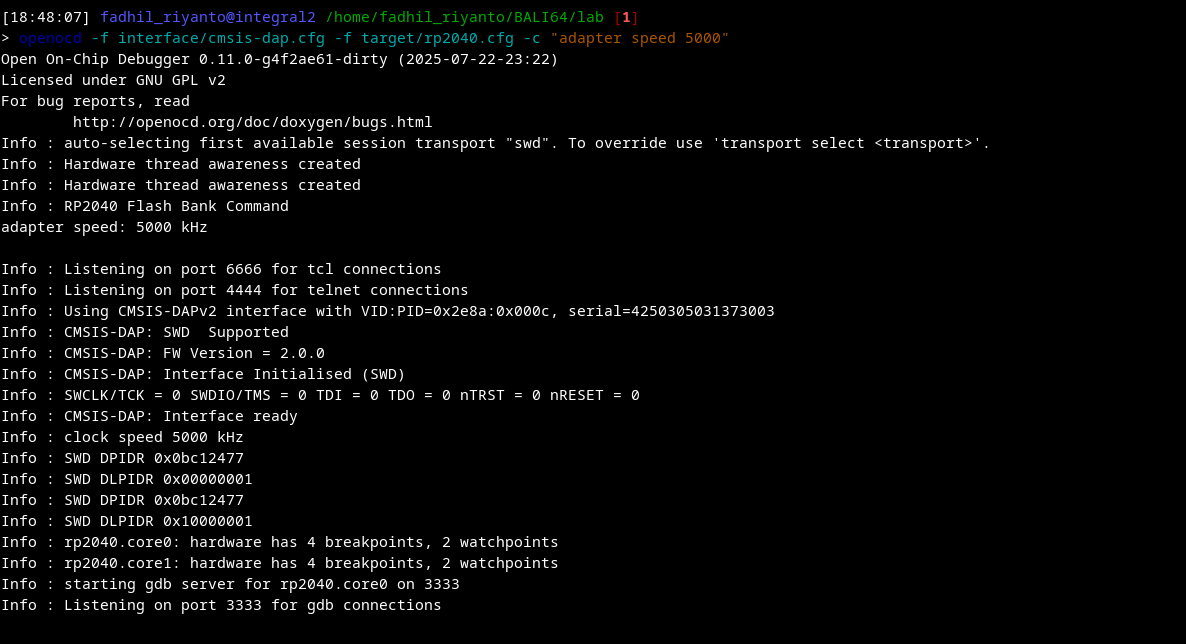 [18:48:07] fadhil_riyanto@integral2 /home/fadhil_riyanto/BALI64/lab [1]
> openocd -f interface/cmsis-dap.cfg -f target/rp2040.cfg -c "adapter speed 5000"
Open On-Chip Debugger 0.11.0-g4f2ae61-dirty (2025-07-22-23:22)
Licensed under GNU GPL v2
For bug reports, read
        http://openocd.org/doc/doxygen/bugs.html
Info : auto-selecting first available session transport "swd". To override use 'transport select <transport>'.
Info : Hardware thread awareness created
Info : Hardware thread awareness created
Info : RP2040 Flash Bank Command
adapter speed: 5000 kHz

Info : Listening on port 6666 for tcl connections
Info : Listening on port 4444 for telnet connections
Info : Using CMSIS-DAPv2 interface with VID:PID=0x2e8a:0x000c, serial=4250305031373003
Info : CMSIS-DAP: SWD  Supported
Info : CMSIS-DAP: FW Version = 2.0.0
Info : CMSIS-DAP: Interface Initialised (SWD)
Info : SWCLK/TCK = 0 SWDIO/TMS = 0 TDI = 0 TDO = 0 nTRST = 0 nRESET = 0
Info : CMSIS-DAP: Interface ready
Info : clock speed 5000 kHz
Info : SWD DPIDR 0x0bc12477
Info : SWD DLPIDR 0x00000001
Info : SWD DPIDR 0x0bc12477
Info : SWD DLPIDR 0x10000001
Info : rp2040.core0: hardware has 4 breakpoints, 2 watchpoints
Info : rp2040.core1: hardware has 4 breakpoints, 2 watchpoints
Info : starting gdb server for rp2040.core0 on 3333
Info : Listening on port 3333 for gdb connections